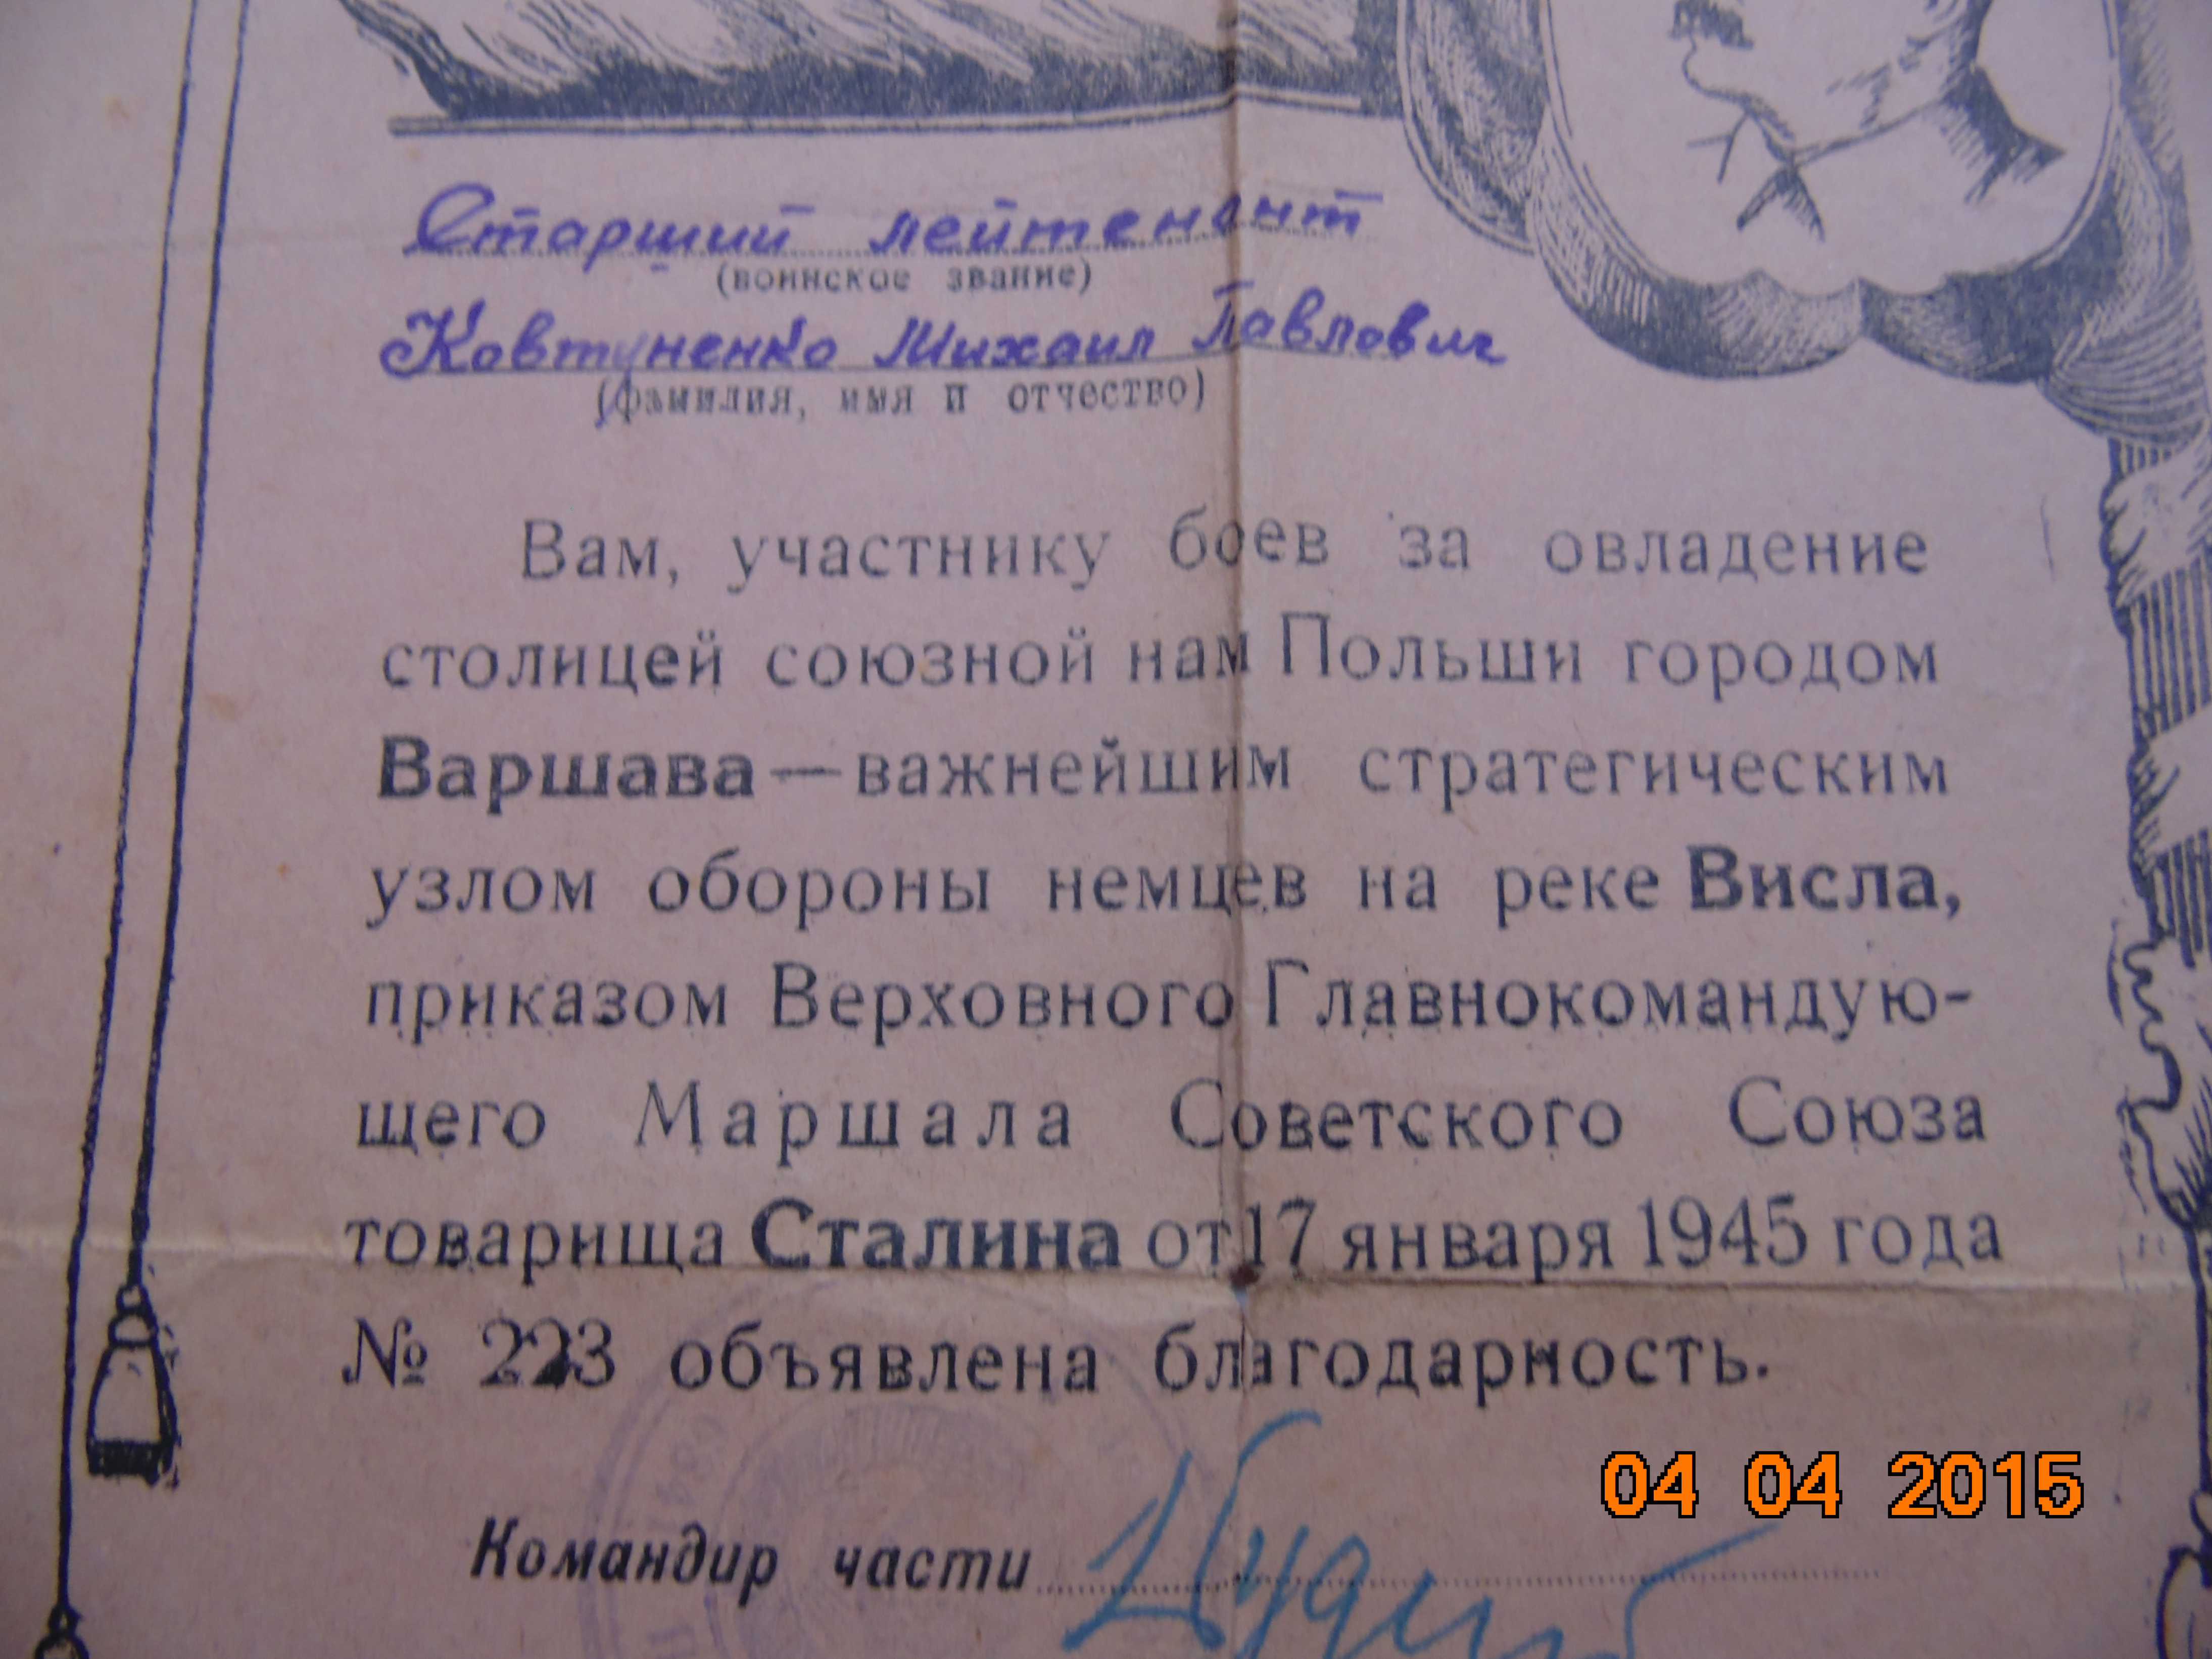 Старший лейтенант
(воинское звание)
Ковтуненко Михаил Павлович
(фамилия, имя и отчество)
Вам, участнику боев за овладение
столицей союзной нам Польши городом
Варшава — важнейшим стратегическим
узлом обороны немцев на реке Висла,
приказом Верховного Главнокомандую-
щего Маршала Советского Союза
товарища Сталина от 17 января 1945 года
№ 223 объявлена благодарность.
04 04 2015
Командир части